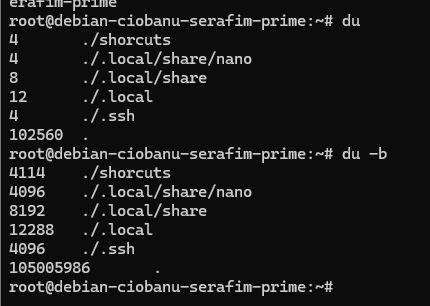 erafim-prime
root@debian-ciobanu-serafim-prime:~# du
4 ./shorcuts
4 ./.local/share/nano
8 ./.local/share
12 ./.local
4 ./.ssh
102560 .
root@debian-ciobanu-serafim-prime:~# du -b
4114 ./shorcuts
4096 ./.local/share/nano
8192 ./.local/share
12288 ./.local
4096 ./.ssh
105005986 .
root@debian-ciobanu-serafim-prime:~#